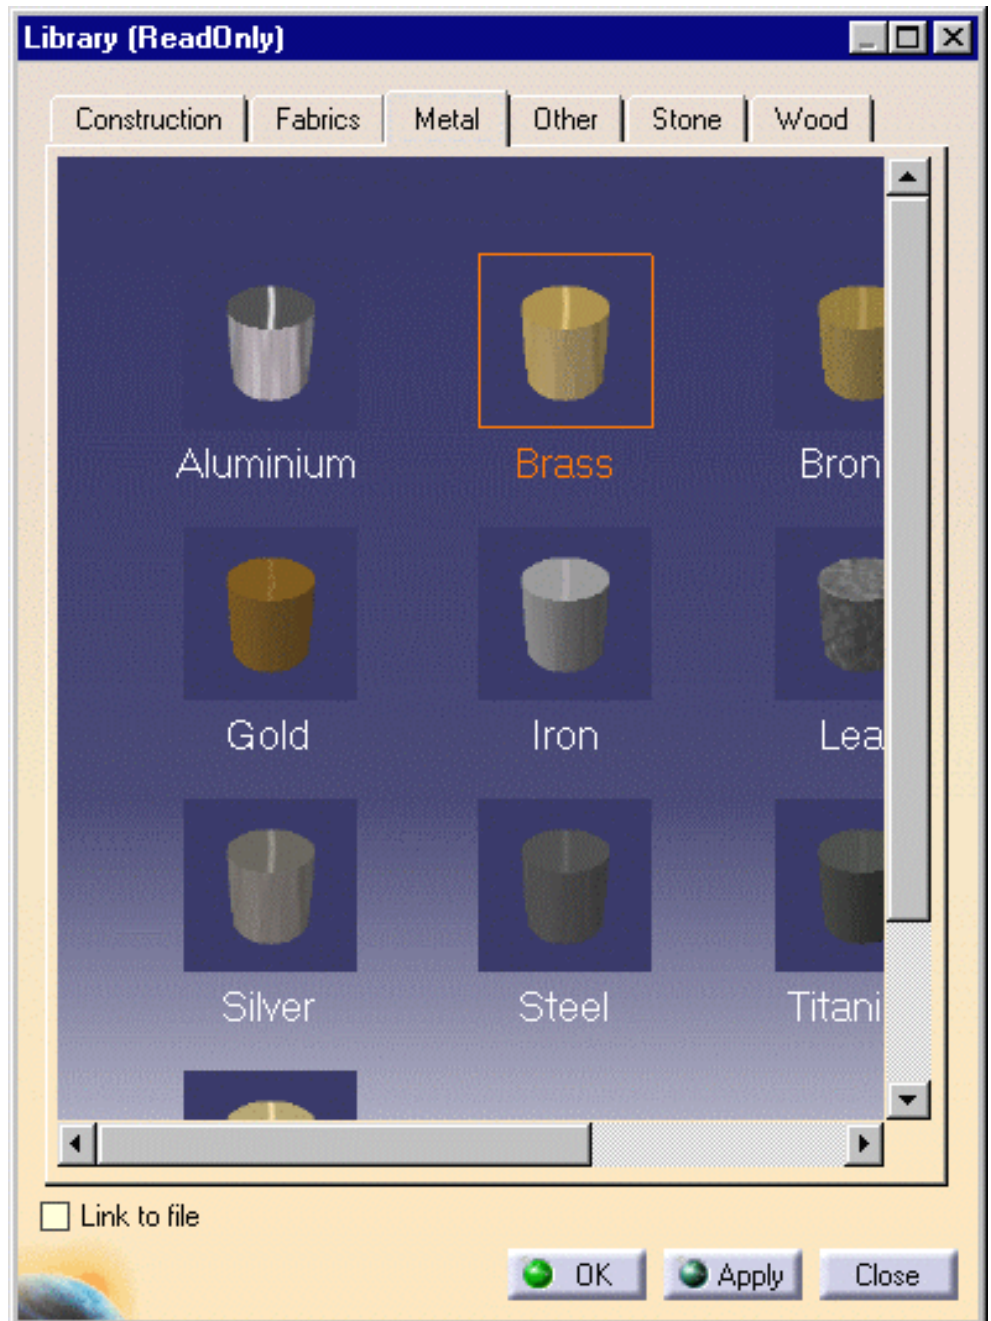 Library (ReadOnly)
Construction Fabrics Metal Other Stone Wood
Aluminium Brass Bron
Gold Iron Lea
Silver Steel Titani
Link to file
OK Apply Close